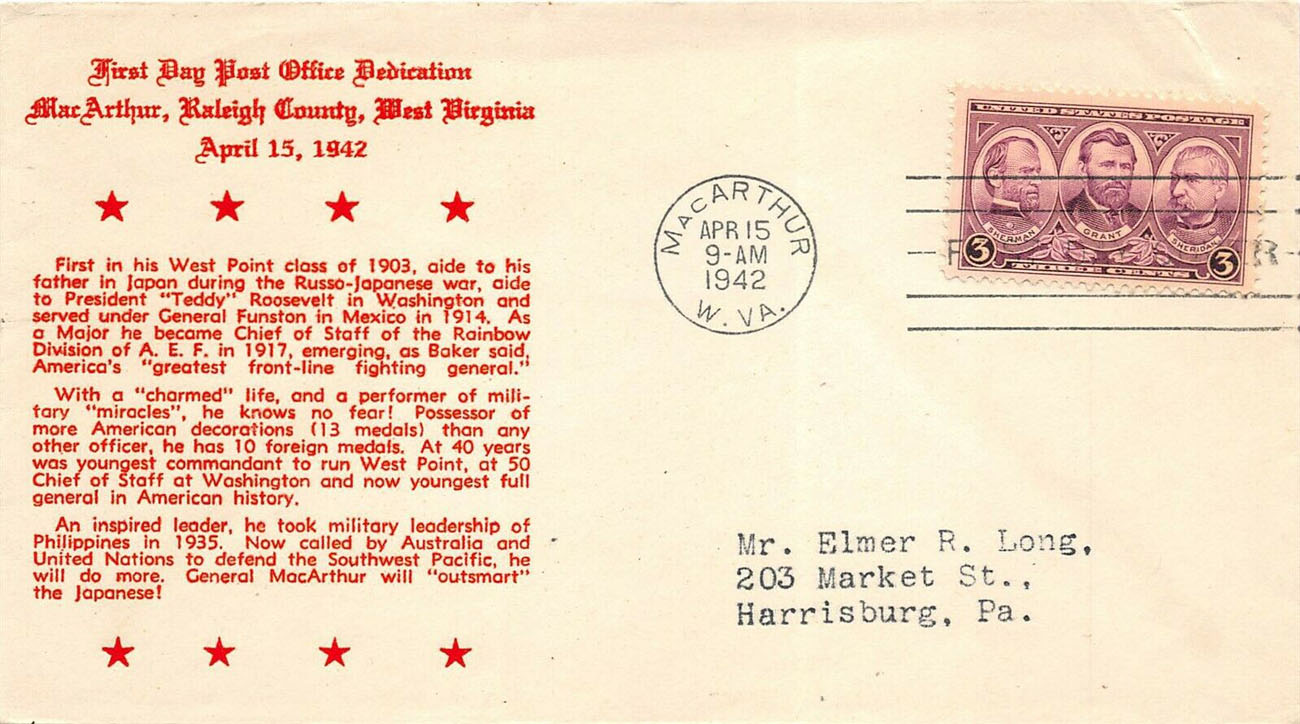 First Day Post Office Dedication
MacArthur, Raleigh County, West Virginia
April 15, 1942
First in his West Point class of 1903, aide to his
father in Japan during the Russo-Japanese war, aide
to President "Teddy" Roosevelt in Washington and
served under General Funston in Mexico in 1914. As
a Major he became Chief of Staff of the Rainbow
Division of A. E. F. in 1917, emerging, as Baker said,
America's "greatest front-line fighting general."
With a "charmed" life, and a performer of mili-
tary "miracles", he knows no fear! Possessor of
more American decorations (13 medals) than any
other officer, he has 10 foreign medals. At 40 years
was youngest commandant to run West Point, at 50
Chief of Staff at Washington and now youngest full
general in American history.
An inspired leader, he took military leadership of
Philippines in 1935. Now called by Australia and
United Nations to defend the Southwest Pacific, he
will do more. General MacArthur will "outsmart"
the Japanese!
MACARTHUR
APR 15
9-AM
1942
W. VA.
UNITED STATES POSTAGE
SHERMAN GRANT SHERIDAN
3 THREE CENTS 3
Mr. Elmer R. Long,
203 Market St.,
Harrisburg, Pa.